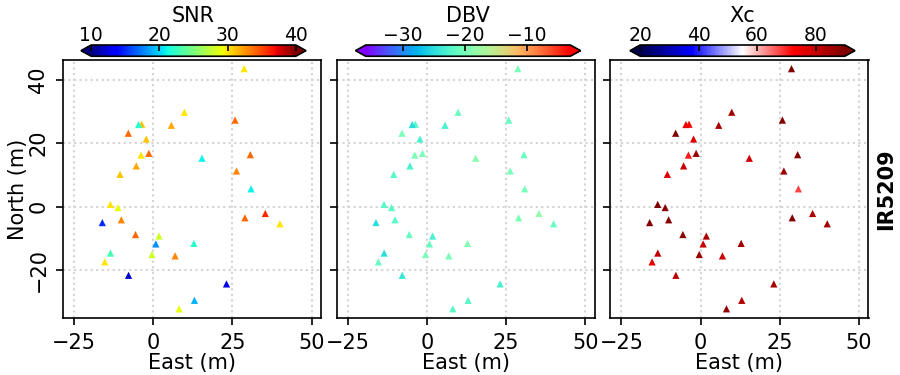 SNR DBV Xc
10 20 30 40 −30 −20 −10 20 40 60 80
40
20
0
−20
North (m)
IR5209
−25 0 25 50 −25 0 25 50 −25 0 25 50
East (m) East (m) East (m)